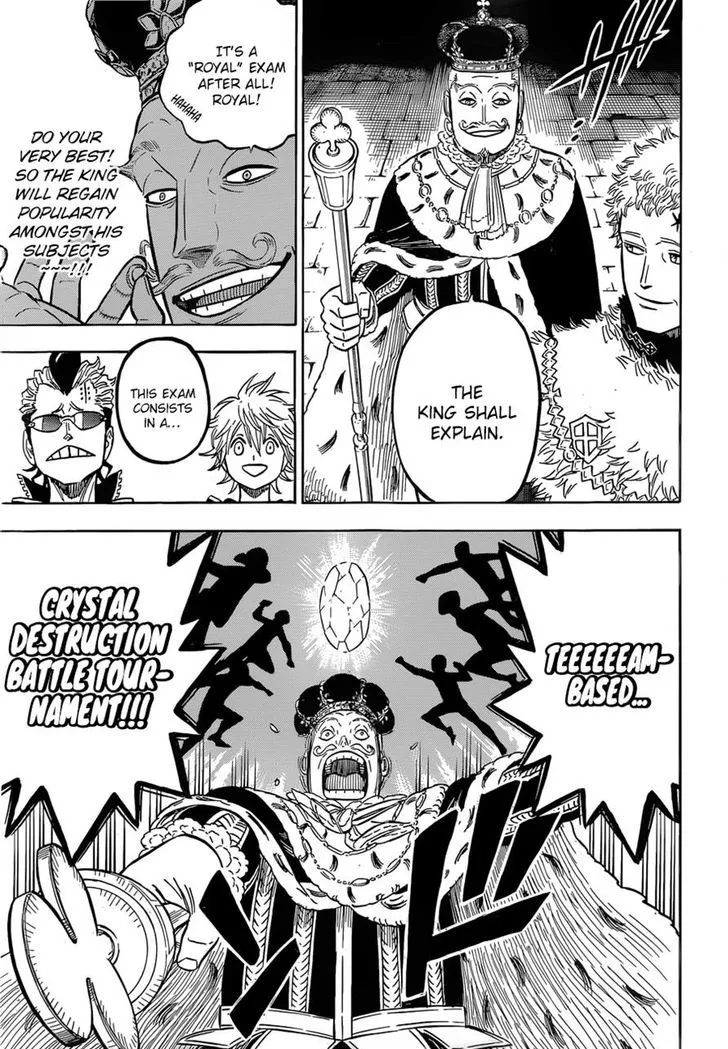 THE
KING SHALL
EXPLAIN.
IT'S A
"ROYAL" EXAM
AFTER ALL!
ROYAL!
HAHAHA
DO YOUR
VERY BEST!
SO THE KING
WILL REGAIN
POPULARITY
AMONGST HIS
SUBJECTS
~~~!!!
THIS EXAM
CONSISTS
IN A...
TEEEEEEAM-
BASED...
CRYSTAL
DESTRUCTION
BATTLE TOUR-
NAMENT!!!